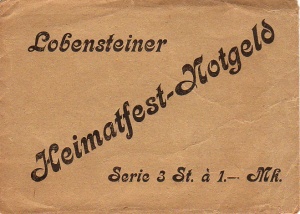 Lobensteiner
Heimatfest-Notgeld
Serie 3 St. à 1.-- Mk.